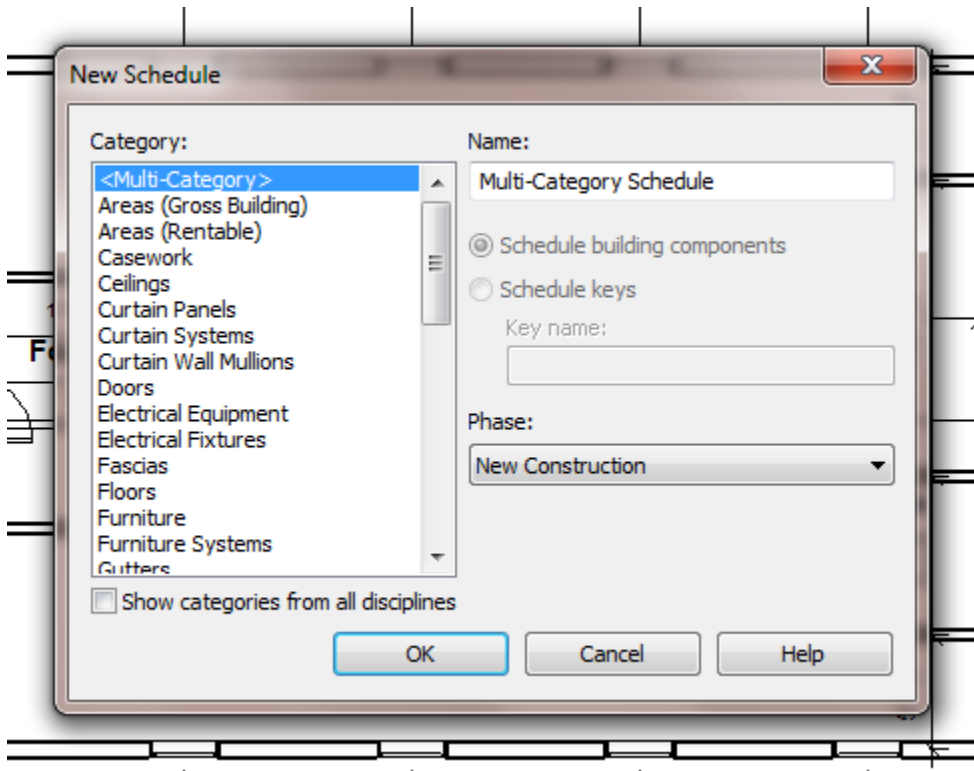 New Schedule
Category:
<Multi-Category>
Areas (Gross Building)
Areas (Rentable)
Casework
Ceilings
Curtain Panels
Curtain Systems
Curtain Wall Mullions
Doors
Electrical Equipment
Electrical Fixtures
Fascias
Floors
Furniture
Furniture Systems
Gutters
Show categories from all disciplines
Name:
Multi-Category Schedule
Schedule building components
Schedule keys
Key name:
Phase:
New Construction
OK
Cancel
Help